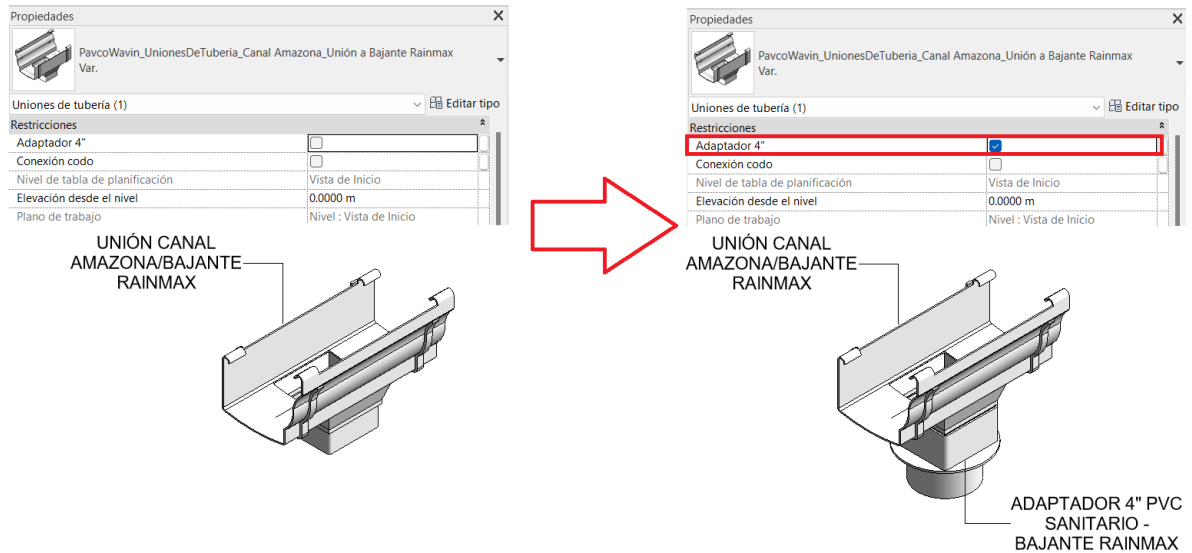 Propiedades
PavcoWavin_UnionesDeTuberia_Canal Amazona_Unión a Bajante Rainmax
Var.
Uniones de tubería (1)
Editar tipo
Restricciones
Adaptador 4"
Conexión codo
Nivel de tabla de planificación Vista de Inicio
Elevación desde el nivel 0.0000 m
Plano de trabajo Nivel : Vista de Inicio
UNIÓN CANAL
AMAZONA/BAJANTE
RAINMAX
Propiedades
PavcoWavin_UnionesDeTuberia_Canal Amazona_Unión a Bajante Rainmax
Var.
Uniones de tubería (1)
Editar tipo
Restricciones
Adaptador 4"
Conexión codo
Nivel de tabla de planificación Vista de Inicio
Elevación desde el nivel 0.0000 m
Plano de trabajo Nivel : Vista de Inicio
UNIÓN CANAL
AMAZONA/BAJANTE
RAINMAX
ADAPTADOR 4" PVC
SANITARIO -
BAJANTE RAINMAX